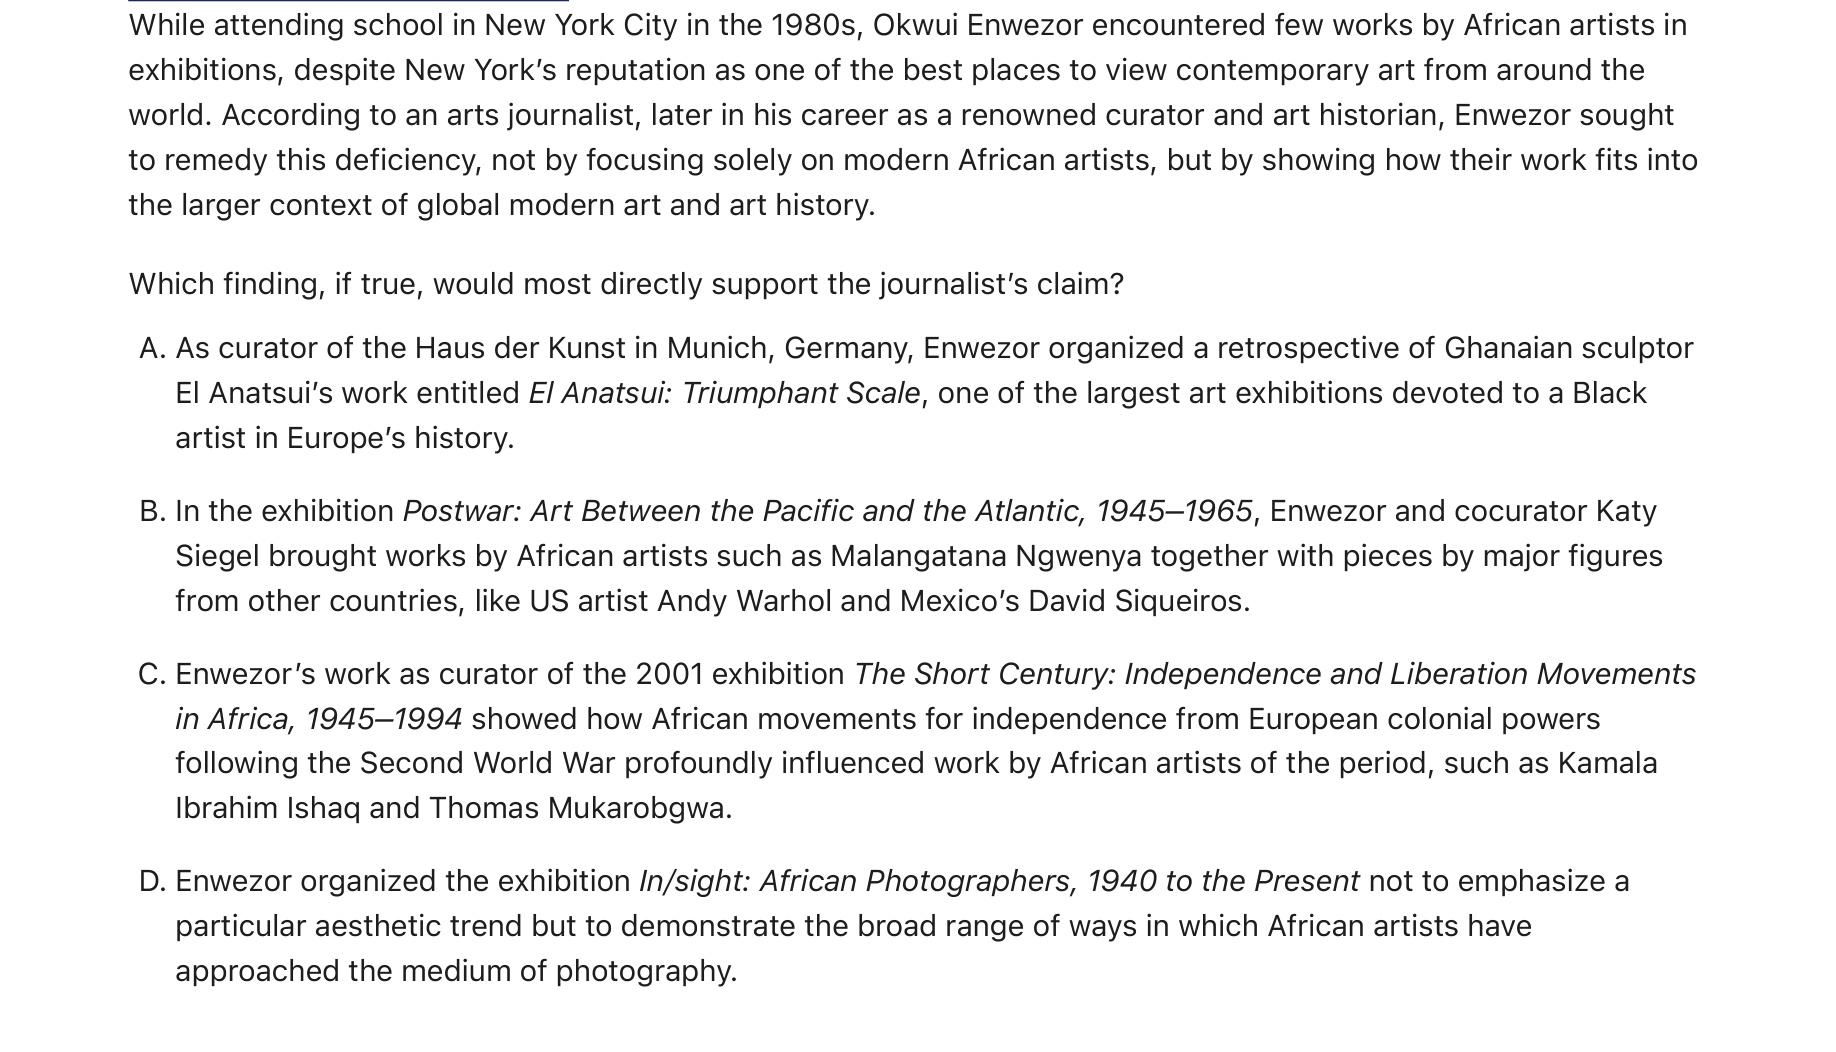 While attending school in New York City in the 1980s, Okwui Enwezor encountered few works by African artists in
exhibitions, despite New York’s reputation as one of the best places to view contemporary art from around the
world. According to an arts journalist, later in his career as a renowned curator and art historian, Enwezor sought
to remedy this deficiency, not by focusing solely on modern African artists, but by showing how their work fits into
the larger context of global modern art and art history.
Which finding, if true, would most directly support the journalist’s claim?
A. As curator of the Haus der Kunst in Munich, Germany, Enwezor organized a retrospective of Ghanaian sculptor
El Anatsui’s work entitled El Anatsui: Triumphant Scale, one of the largest art exhibitions devoted to a Black
artist in Europe’s history.
B. In the exhibition Postwar: Art Between the Pacific and the Atlantic, 1945–1965, Enwezor and cocurator Katy
Siegel brought works by African artists such as Malangatana Ngwenya together with pieces by major figures
from other countries, like US artist Andy Warhol and Mexico’s David Siqueiros.
C. Enwezor’s work as curator of the 2001 exhibition The Short Century: Independence and Liberation Movements
in Africa, 1945–1994 showed how African movements for independence from European colonial powers
following the Second World War profoundly influenced work by African artists of the period, such as Kamala
Ibrahim Ishaq and Thomas Mukarobgwa.
D. Enwezor organized the exhibition In/sight: African Photographers, 1940 to the Present not to emphasize a
particular aesthetic trend but to demonstrate the broad range of ways in which African artists have
approached the medium of photography.